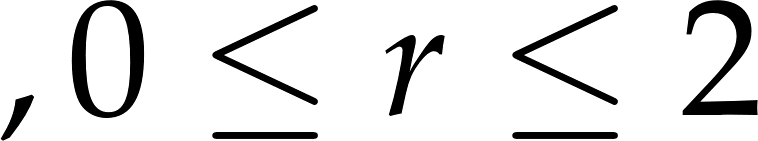 , 0 ≤ r ≤ 2